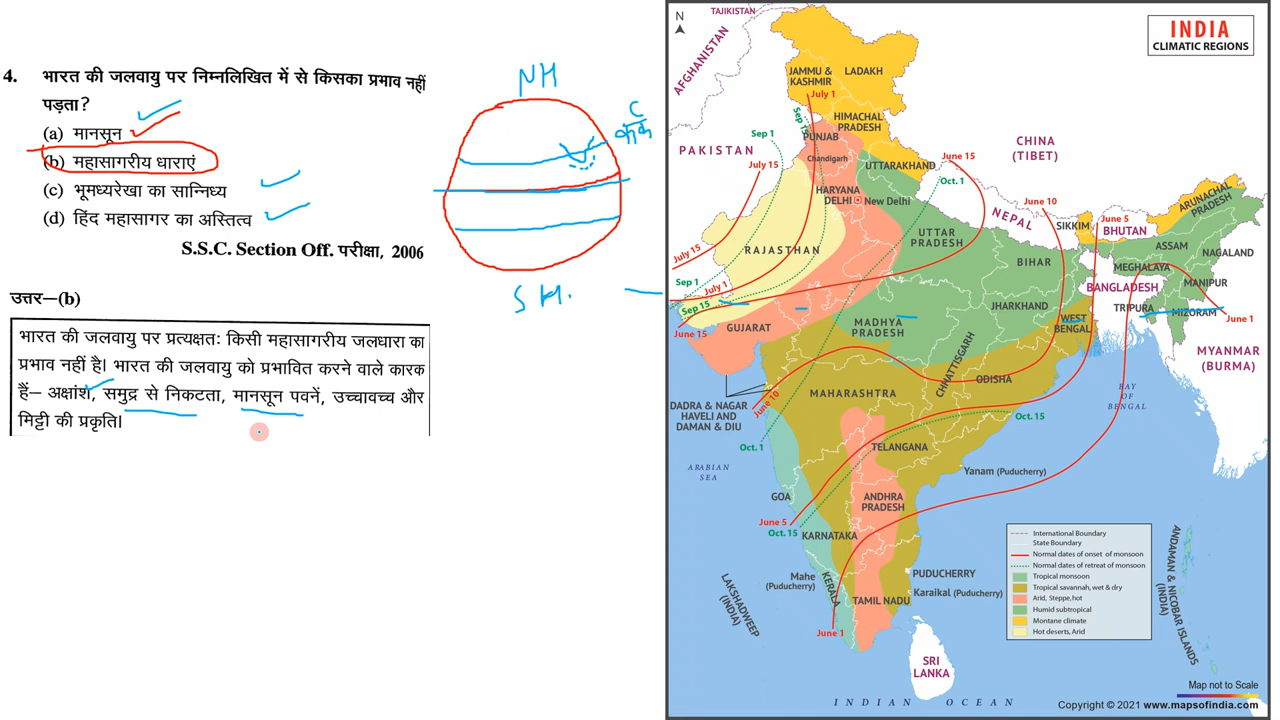 4. भारत की जलवायु पर निम्नलिखित में से किसका प्रभाव नहीं
पड़ता?
(a) मानसून
(b) महासागरीय धाराएं
(c) भूमध्यरेखा का सान्निध्य
(d) हिंद महासागर का अस्तित्व
S.S.C. Section Off. परीक्षा, 2006
उत्तर—(b)
भारत की जलवायु पर प्रत्यक्षतः किसी महासागरीय जलधारा का
प्रभाव नहीं है। भारत की जलवायु को प्रभावित करने वाले कारक
हैं— अक्षांश, समुद्र से निकटता, मानसून पवनें, उच्चावच्च और
मिट्टी की प्रकृति।
NH
C
कर्क
S H.
N
INDIA
CLIMATIC REGIONS
TAJIKISTAN
AFGHANISTAN
JAMMU &
KASHMIR
LADAKH
July 1
Sep 15
HIMACHAL
PRADESH
PUNJAB
Chandigarh
Sep 1
PAKISTAN
July 15
UTTARAKHAND
June 15
Oct. 1
CHINA
(TIBET)
HARYANA
DELHI
New Delhi
June 10
NEPAL
SIKKIM
June 5
BHUTAN
ARUNACHAL
PRADESH
RAJASTHAN
UTTAR
PRADESH
BIHAR
ASSAM
NAGALAND
MEGHALAYA
MANIPUR
July 15
Sep 1
July 1
Sep 15
June 15
BANGLADESH
TRIPURA
MIZORAM
June 1
GUJARAT
MADHYA
PRADESH
JHARKHAND
WEST
BENGAL
MYANMAR
(BURMA)
CHHATTISGARH
ODISHA
MAHARASHTRA
DADRA & NAGAR
HAVELI AND
DAMAN & DIU
June 10
BAY
OF
BENGAL
Oct. 15
Oct. 1
TELANGANA
ARABIAN
SEA
Yanam (Puducherry)
GOA
ANDHRA
PRADESH
June 5
Oct. 15
KARNATAKA
Mahe
(Puducherry)
KERALA
PUDUCHERRY
Karaikal (Puducherry)
TAMIL NADU
LAKSHADWEEP
(INDIA)
June 1
SRI
LANKA
ANDAMAN & NICOBAR ISLANDS
(INDIA)
International Boundary
State Boundary
Normal dates of onset of monsoon
Normal dates of retreat of monsoon
Tropical monsoon
Tropical savannah, wet & dry
Arid, Steppe,hot
Humid subtropical
Montane climate
Hot deserts, Arid
INDIAN OCEAN
Map not to Scale
Copyright © 2021 www.mapsofindia.com